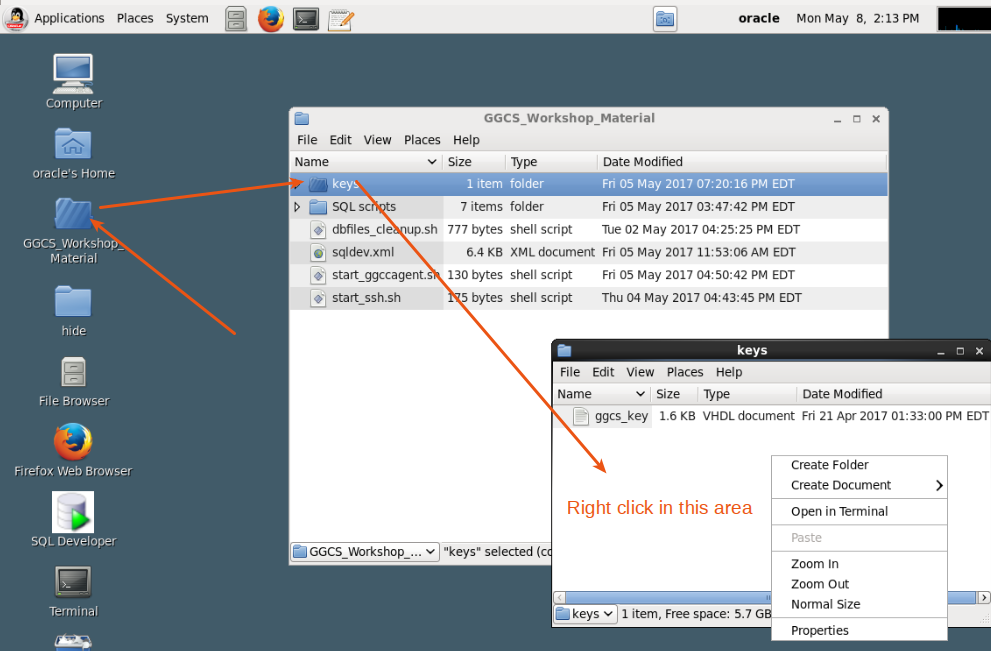 Applications Places System oracle Mon May 8, 2:13 PM
Computer
oracle's Home
GGCS_Workshop_
Material
hide
File Browser
Firefox Web Browser
SQL Developer
Terminal
GGCS_Workshop_Material
File Edit View Places Help
Name Size Type Date Modified
keys 1 item folder Fri 05 May 2017 07:20:16 PM EDT
SQL scripts 7 items folder Fri 05 May 2017 03:47:42 PM EDT
dbfiles_cleanup.sh 777 bytes shell script Tue 02 May 2017 04:25:25 PM EDT
sqldev.xml 6.4 KB XML document Fri 05 May 2017 11:53:06 AM EDT
start_ggccagent.sh 130 bytes shell script Fri 05 May 2017 04:50:42 PM EDT
start_ssh.sh 175 bytes shell script Thu 04 May 2017 04:43:45 PM EDT
GGCS_Workshop_... "keys" selected (co
keys
File Edit View Places Help
Name Size Type Date Modified
ggcs_key 1.6 KB VHDL document Fri 21 Apr 2017 01:33:00 PM EDT
Right click in this area
keys 1 item, Free space: 5.7 GB
Create Folder
Create Document
Open in Terminal
Paste
Zoom In
Zoom Out
Normal Size
Properties